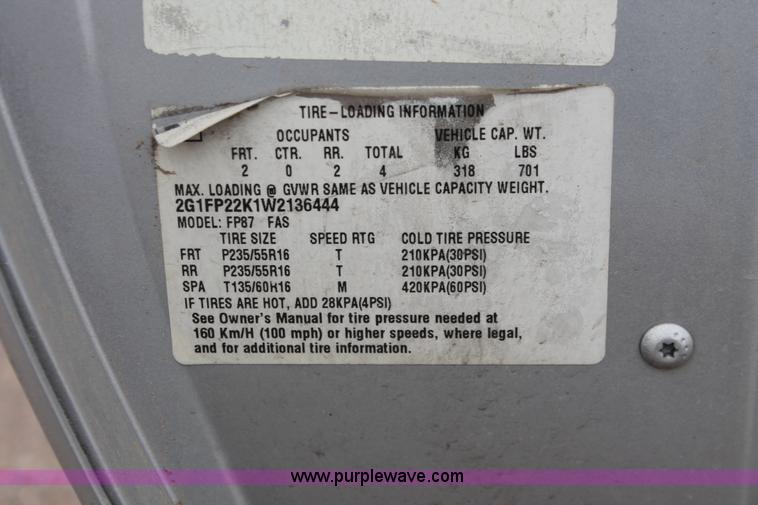 TIRE-LOADING INFORMATION
OCCUPANTS VEHICLE CAP. WT.
FRT. CTR. RR. TOTAL KG LBS
2 0 2 4 318 701
MAX. LOADING @ GVWR SAME AS VEHICLE CAPACITY WEIGHT.
2G1FP22K1W2136444
MODEL: FP87 FAS
TIRE SIZE SPEED RTG COLD TIRE PRESSURE
FRT P235/55R16 T 210KPA(30PSI)
RR P235/55R16 T 210KPA(30PSI)
SPA T135/60R16 M 420KPA(60PSI)
IF TIRES ARE HOT, ADD 28KPA(4PSI)
See Owner's Manual for tire pressure needed at
160 Km/H (100 mph) or higher speeds, where legal,
and for additional tire information.
www.purplewave.com